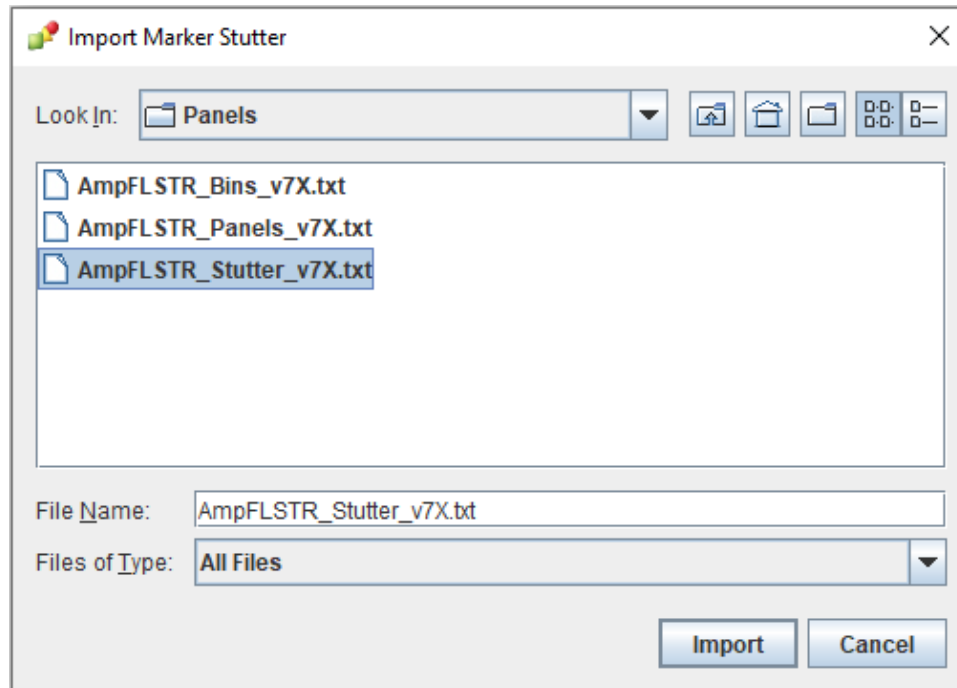 Import Marker Stutter
Look In: Panels
AmpFLSTR_Bins_v7X.txt
AmpFLSTR_Panels_v7X.txt
AmpFLSTR_Stutter_v7X.txt
File Name: AmpFLSTR_Stutter_v7X.txt
Files of Type: All Files
Import Cancel